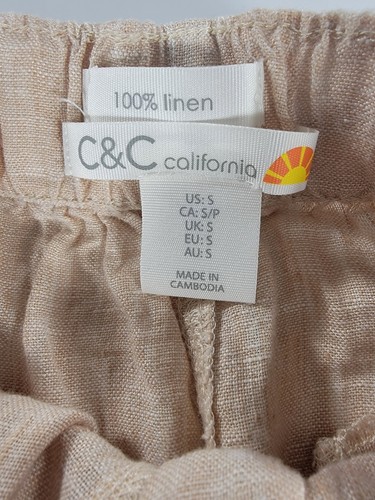 100% linen
C&C california
US: S
CA: S/P
UK: S
EU: S
AU: S
MADE IN
CAMBODIA